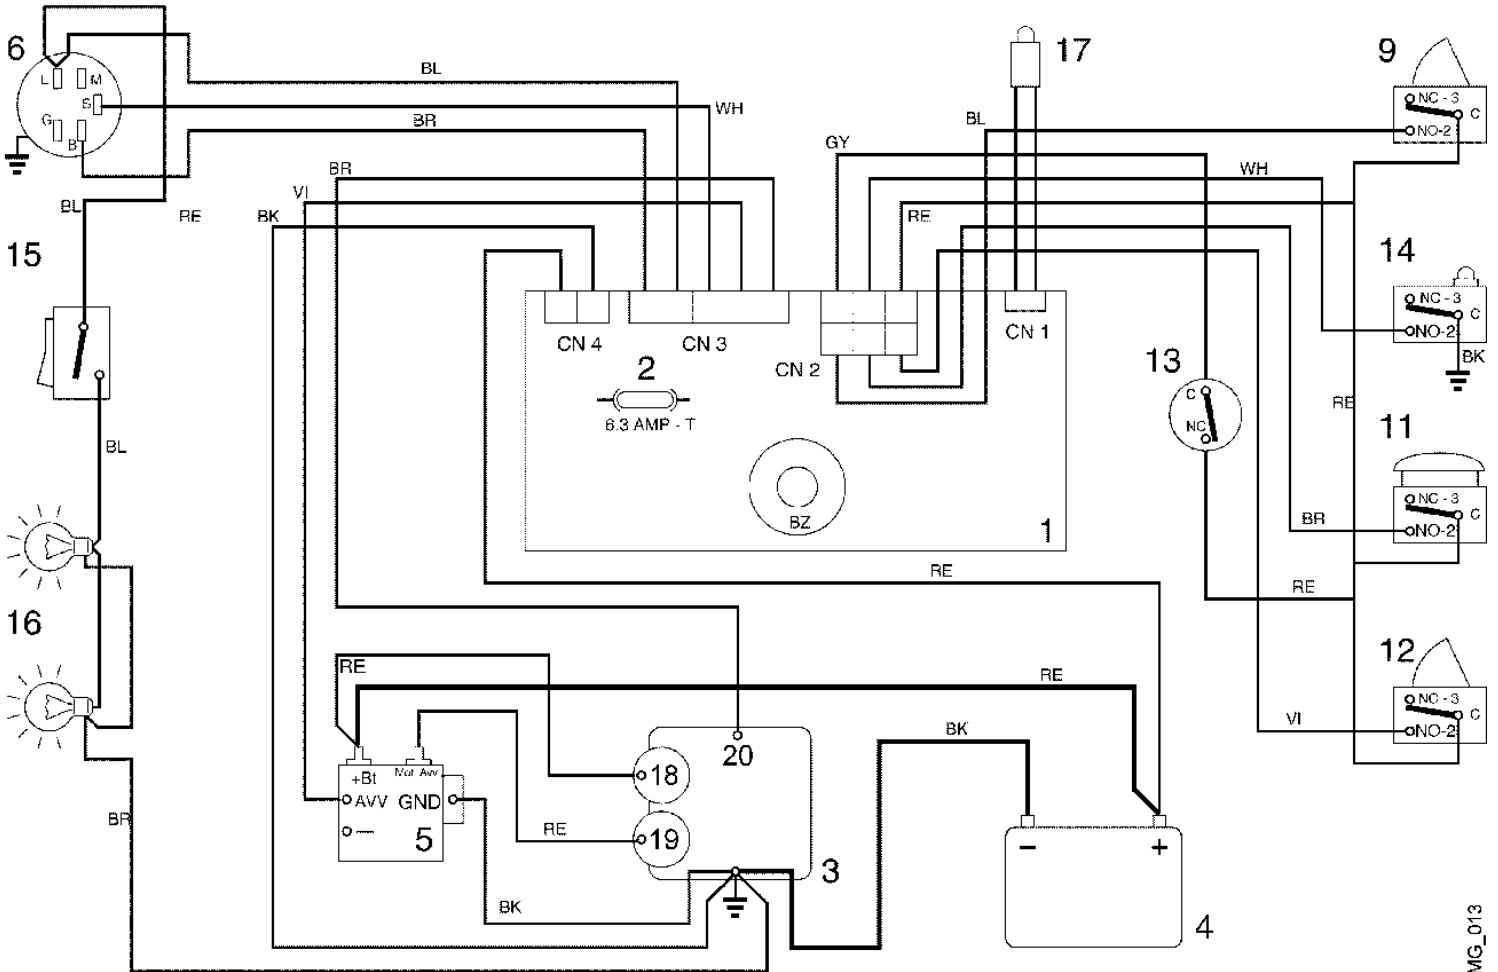 6
L
M
S
G
B
BL
WH
BR
17
9
NC - 3
C
NO-2
BL
GY
BR
VI
WH
BL
RE
BK
RE
15
14
NC - 3
C
NO-2
BK
CN 4
CN 3
CN 2
CN 1
2
6.3 AMP - T
13
C
NC
RE
11
NC - 3
C
NO-2
BR
BL
BZ
1
RE
RE
16
12
NC - 3
C
NO-2
VI
RE
RE
BK
+Bt
Mot Avv
AVV
GND
5
18
20
19
RE
3
BR
BK
−
+
4
MG_013